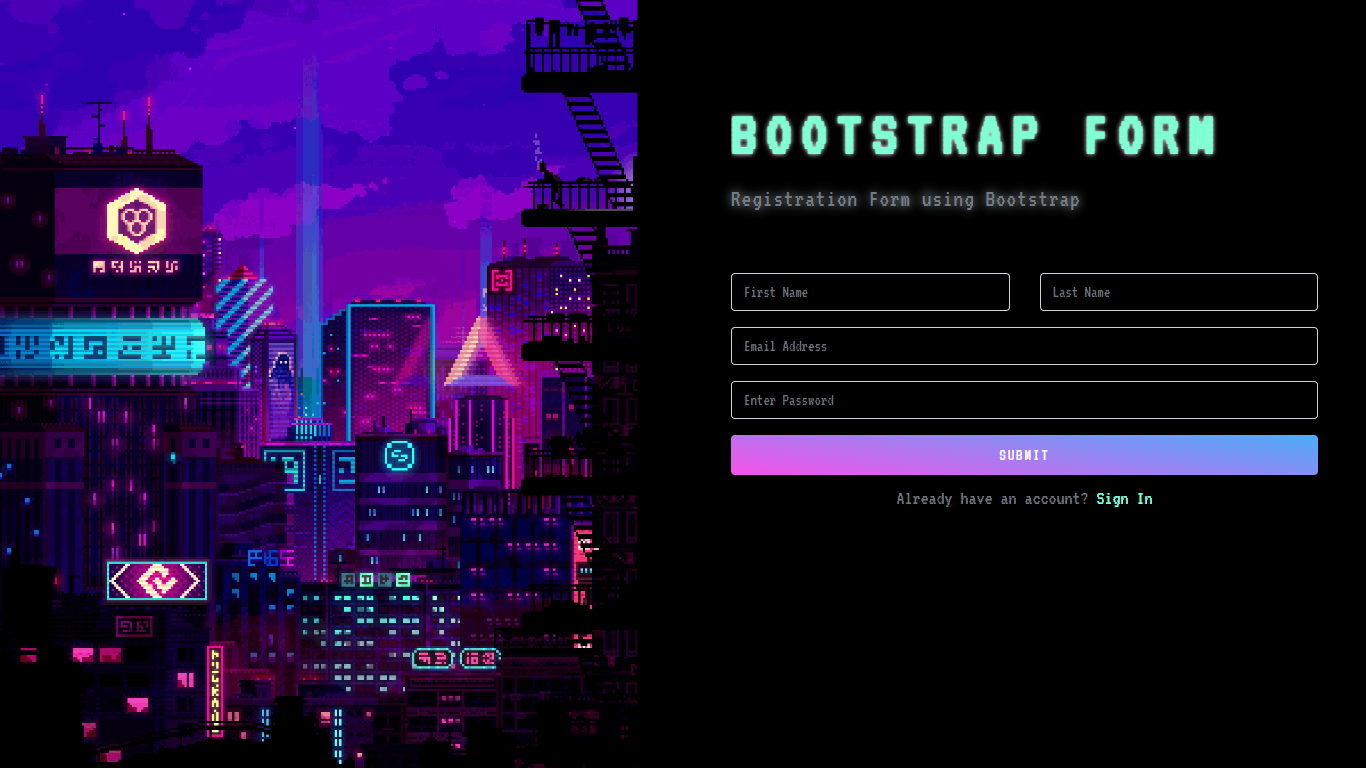 BOOTSTRAP FORM
Registration Form using Bootstrap
First Name
Last Name
Email Address
Enter Password
SUBMIT
Already have an account? Sign In